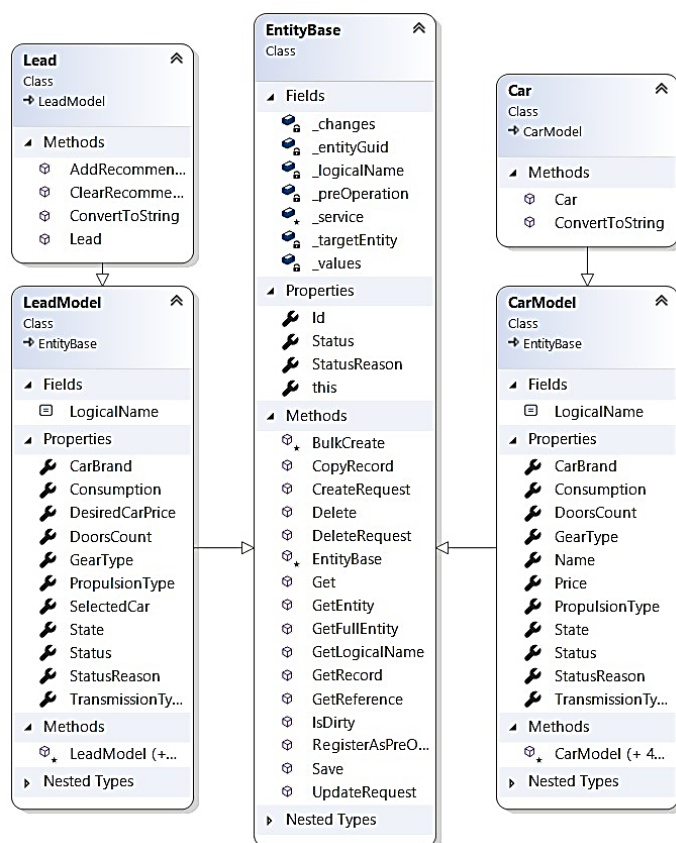 Lead
Class
LeadModel
Methods
AddRecommen...
ClearRecomme...
ConvertToString
Lead
LeadModel
Class
EntityBase
Fields
LogicalName
Properties
CarBrand
Consumption
DesiredCarPrice
DoorsCount
GearType
PropulsionType
SelectedCar
State
Status
StatusReason
TransmissionTy...
Methods
LeadModel (+...
Nested Types
EntityBase
Class
Fields
_changes
_entityGuid
_logicalName
_preOperation
_service
_targetEntity
_values
Properties
Id
Status
StatusReason
this
Methods
BulkCreate
CopyRecord
CreateRequest
Delete
DeleteRequest
EntityBase
Get
GetEntity
GetFullEntity
GetLogicalName
GetRecord
GetReference
IsDirty
RegisterAsPreO...
Save
UpdateRequest
Nested Types
Car
Class
CarModel
Methods
Car
ConvertToString
CarModel
Class
EntityBase
Fields
LogicalName
Properties
CarBrand
Consumption
DoorsCount
GearType
Name
Price
PropulsionType
State
Status
StatusReason
TransmissionTy...
Methods
CarModel (+ 4...
Nested Types